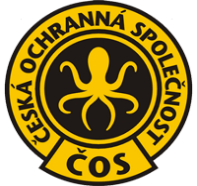 ČESKÁ OCHRANNÁ SPOLEČNOST
ČOS